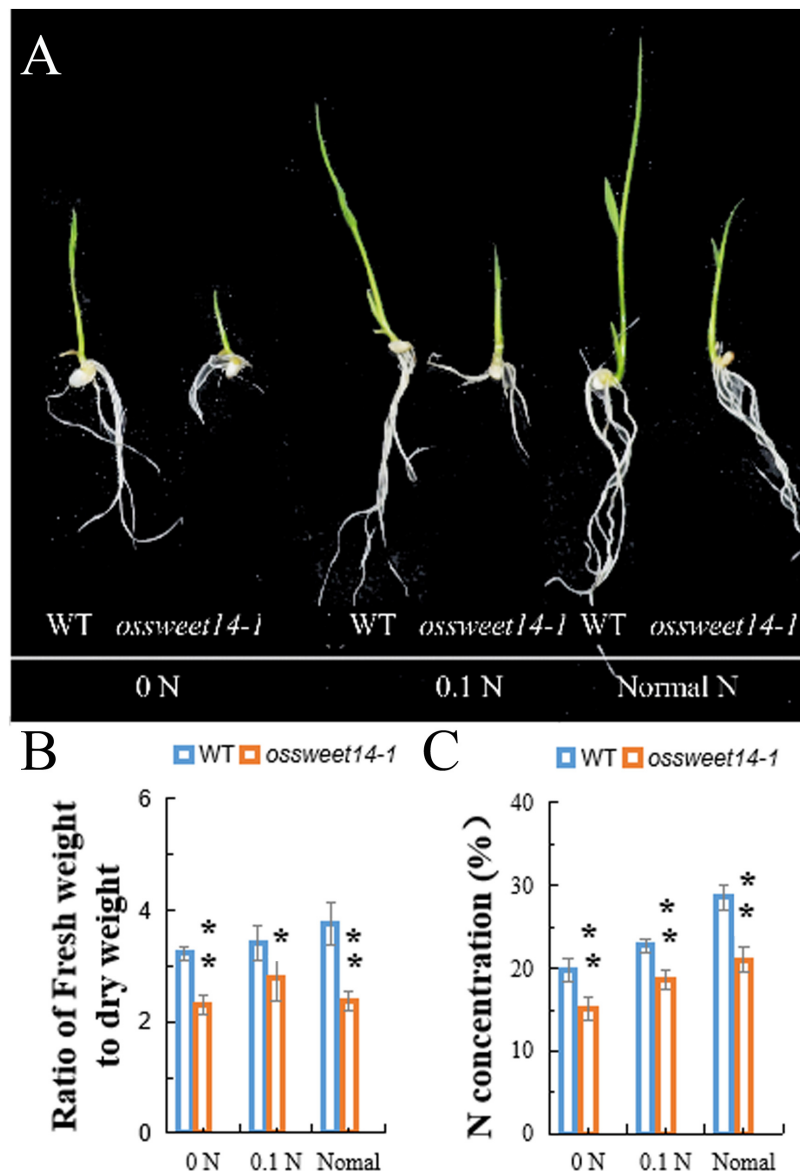 A
WT ossweet14-1 WT ossweet14-1 WT ossweet14-1
0 N 0.1 N Normal N
B
WT ossweet14-1
Ratio of Fresh weight
to dry weight
6
4
2
0
0 N 0.1 N Nomal
* *
*
* *
C
WT ossweet14-1
N concentration (%)
40
30
20
10
0
0 N 0.1 N Nomal
* *
* *
* *